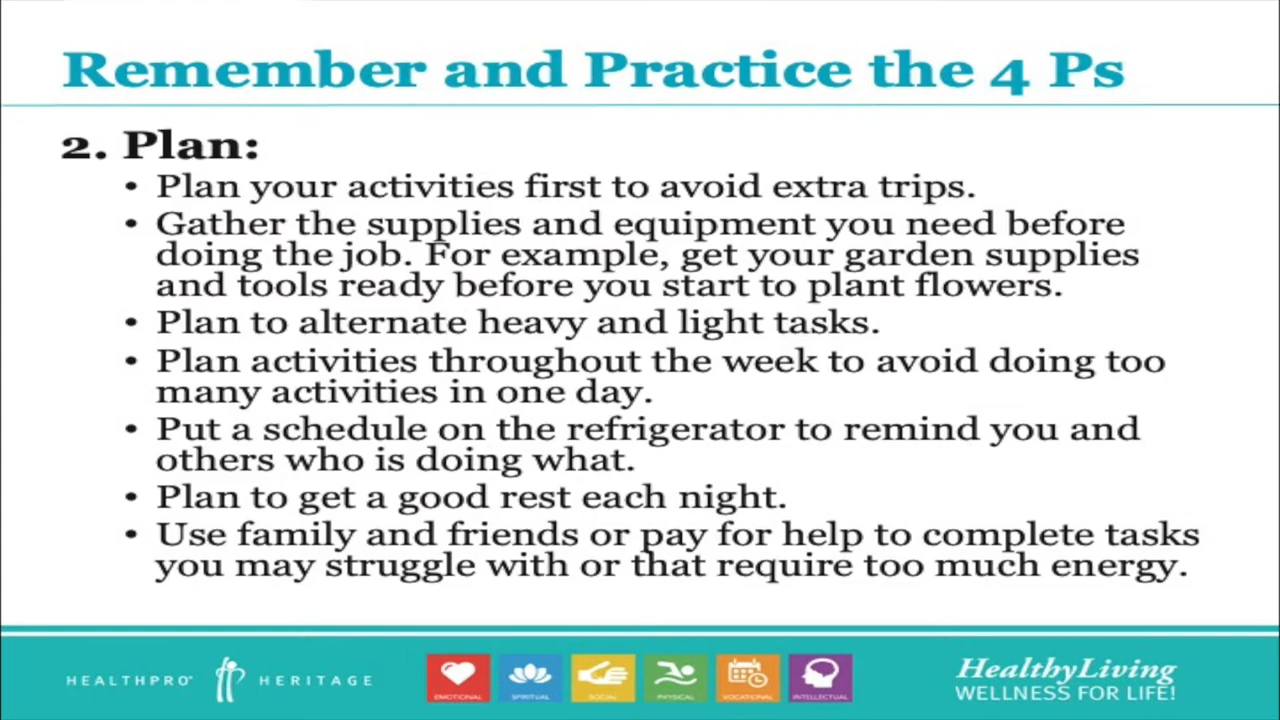 Remember and Practice the 4 Ps
2. Plan:
• Plan your activities first to avoid extra trips.
• Gather the supplies and equipment you need before
doing the job. For example, get your garden supplies
and tools ready before you start to plant flowers.
• Plan to alternate heavy and light tasks.
• Plan activities throughout the week to avoid doing too
many activities in one day.
• Put a schedule on the refrigerator to remind you and
others who is doing what.
• Plan to get a good rest each night.
• Use family and friends or pay for help to complete tasks
you may struggle with or that require too much energy.
HEALTHPRO® HERITAGE
EMOTIONAL SPIRITUAL SOCIAL PHYSICAL VOCATIONAL INTELLECTUAL
HealthyLiving
WELLNESS FOR LIFE!